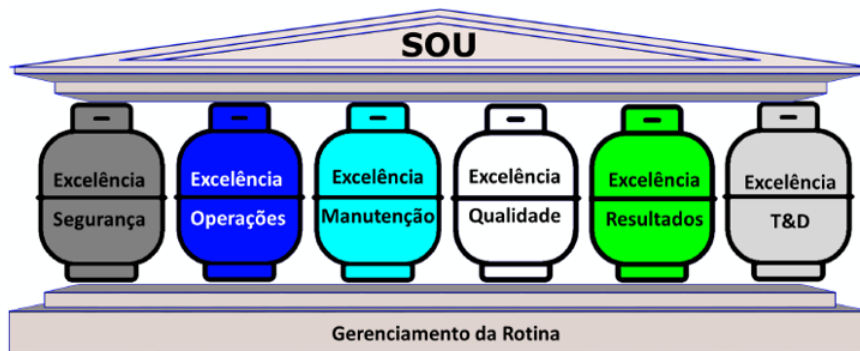 SOU
Excelência
Segurança
Excelência
Operações
Excelência
Manutenção
Excelência
Qualidade
Excelência
Resultados
Excelência
T&D
Gerenciamento da Rotina